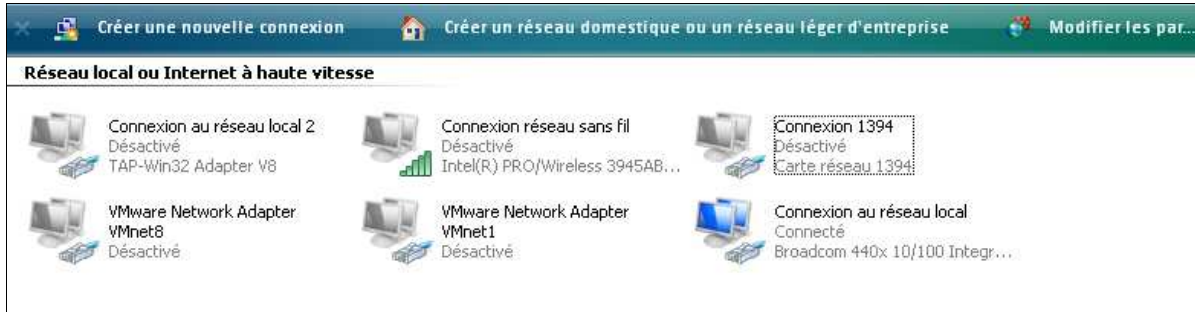 Créer une nouvelle connexion
Créer un réseau domestique ou un réseau léger d'entreprise
Modifier les par...
Réseau local ou Internet à haute vitesse
Connexion au réseau local 2
Désactivé
TAP-Win32 Adapter V8
Connexion réseau sans fil
Désactivé
Intel(R) PRO/Wireless 3945AB...
Connexion 1394
Désactivé
Carte réseau 1394
VMware Network Adapter
VMnet8
Désactivé
VMware Network Adapter
VMnet1
Désactivé
Connexion au réseau local
Connecté
Broadcom 440x 10/100 Integr...